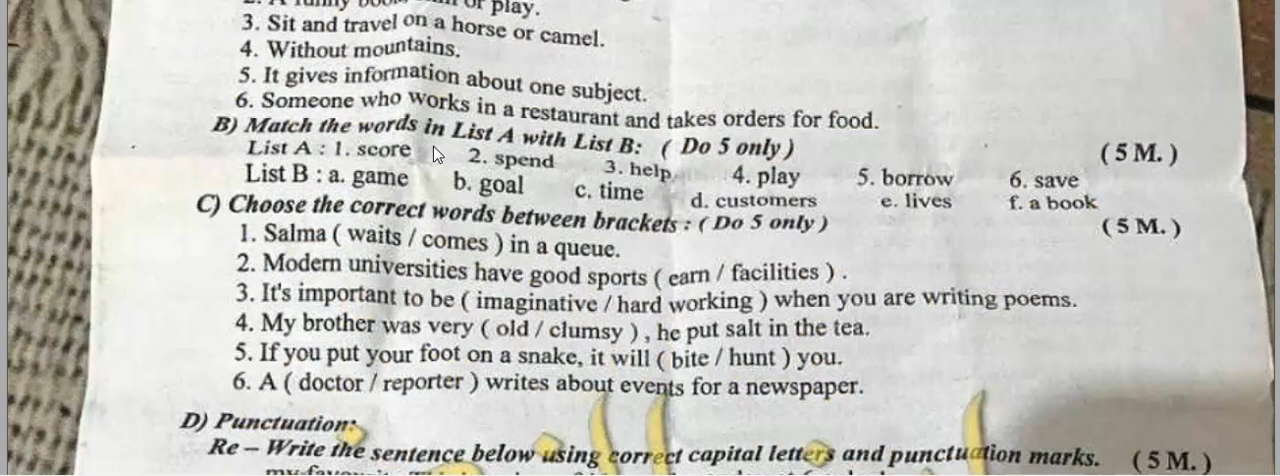 play.
3. Sit and travel on a horse or camel.
4. Without mountains.
5. It gives information about one subject.
6. Someone who works in a restaurant and takes orders for food.
B) Match the words in List A with List B: ( Do 5 only ) ( 5 M. )
List A : 1. score 2. spend 3. help 4. play 5. borrow 6. save
List B : a. game b. goal c. time d. customers e. lives f. a book
C) Choose the correct words between brackets : ( Do 5 only ) ( 5 M. )
1. Salma ( waits / comes ) in a queue.
2. Modern universities have good sports ( earn / facilities ) .
3. It's important to be ( imaginative / hard working ) when you are writing poems.
4. My brother was very ( old / clumsy ) , he put salt in the tea.
5. If you put your foot on a snake, it will ( bite / hunt ) you.
6. A ( doctor / reporter ) writes about events for a newspaper.
D) Punctuation:
Re – Write the sentence below using correct capital letters and punctuation marks. ( 5 M. )